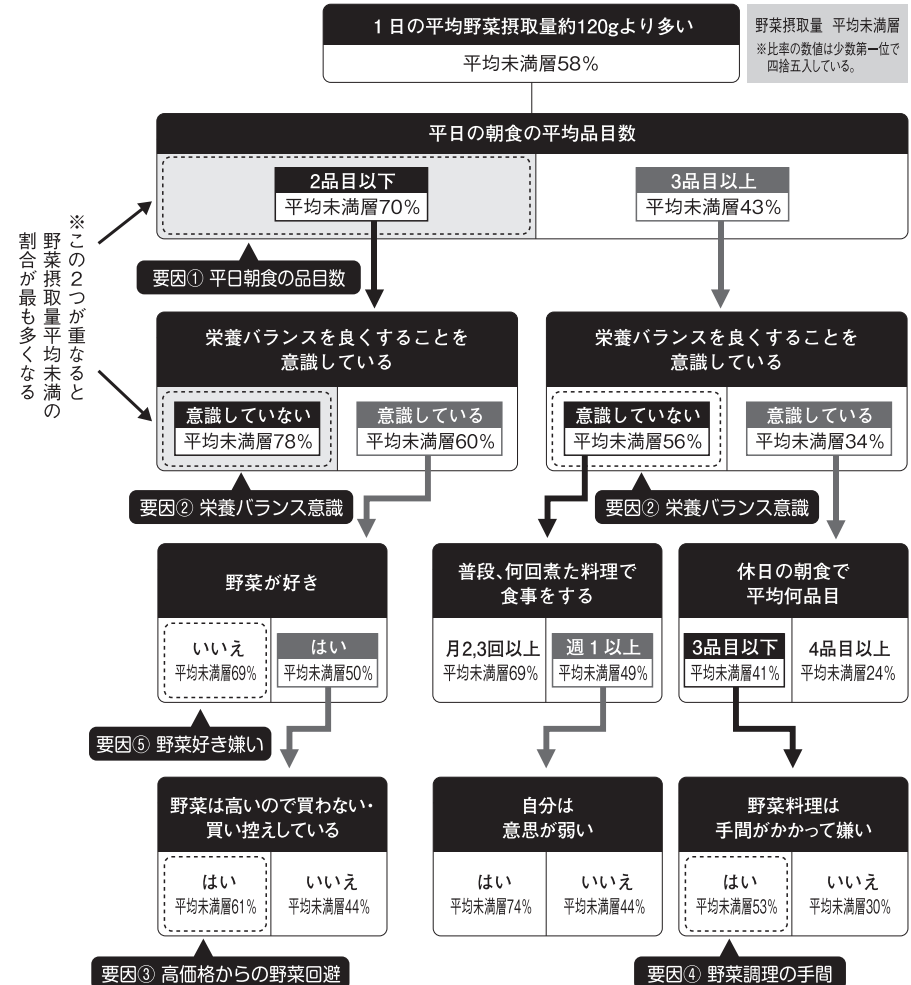 1日の平均野菜摂取量約120gより多い
平均未満層58%
野菜摂取量 平均未満層
※比率の数値は少数第一位で
四捨五入している。
平日の朝食の平均品目数
2品目以下
平均未満層70%
3品目以上
平均未満層43%
要因① 平日朝食の品目数
※この2つが重なると
野菜摂取量平均未満の
割合が最も多くなる
栄養バランスを良くすることを
意識している
意識していない
平均未満層78%
意識している
平均未満層60%
要因② 栄養バランス意識
栄養バランスを良くすることを
意識している
意識していない
平均未満層56%
意識している
平均未満層34%
要因② 栄養バランス意識
野菜が好き
いいえ
平均未満層69%
はい
平均未満層50%
要因⑤ 野菜好き嫌い
普段、何回煮た料理で
食事をする
月2,3回以上
平均未満層69%
週1以上
平均未満層49%
休日の朝食で
平均何品目
3品目以下
平均未満層41%
4品目以上
平均未満層24%
野菜は高いので買わない・
買い控えしている
はい
平均未満層61%
いいえ
平均未満層44%
要因③ 高価格からの野菜回避
自分は
意思が弱い
はい
平均未満層74%
いいえ
平均未満層44%
野菜料理は
手間がかかって嫌い
はい
平均未満層53%
いいえ
平均未満層30%
要因④ 野菜調理の手間